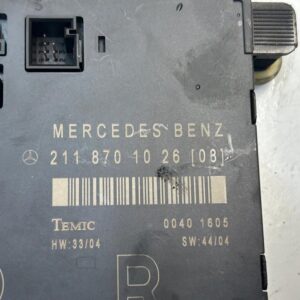 MERCEDES BENZ
211 870 10 26 [08]
TEMIC 0040 1605
HW:33/04 SW:44/04
R